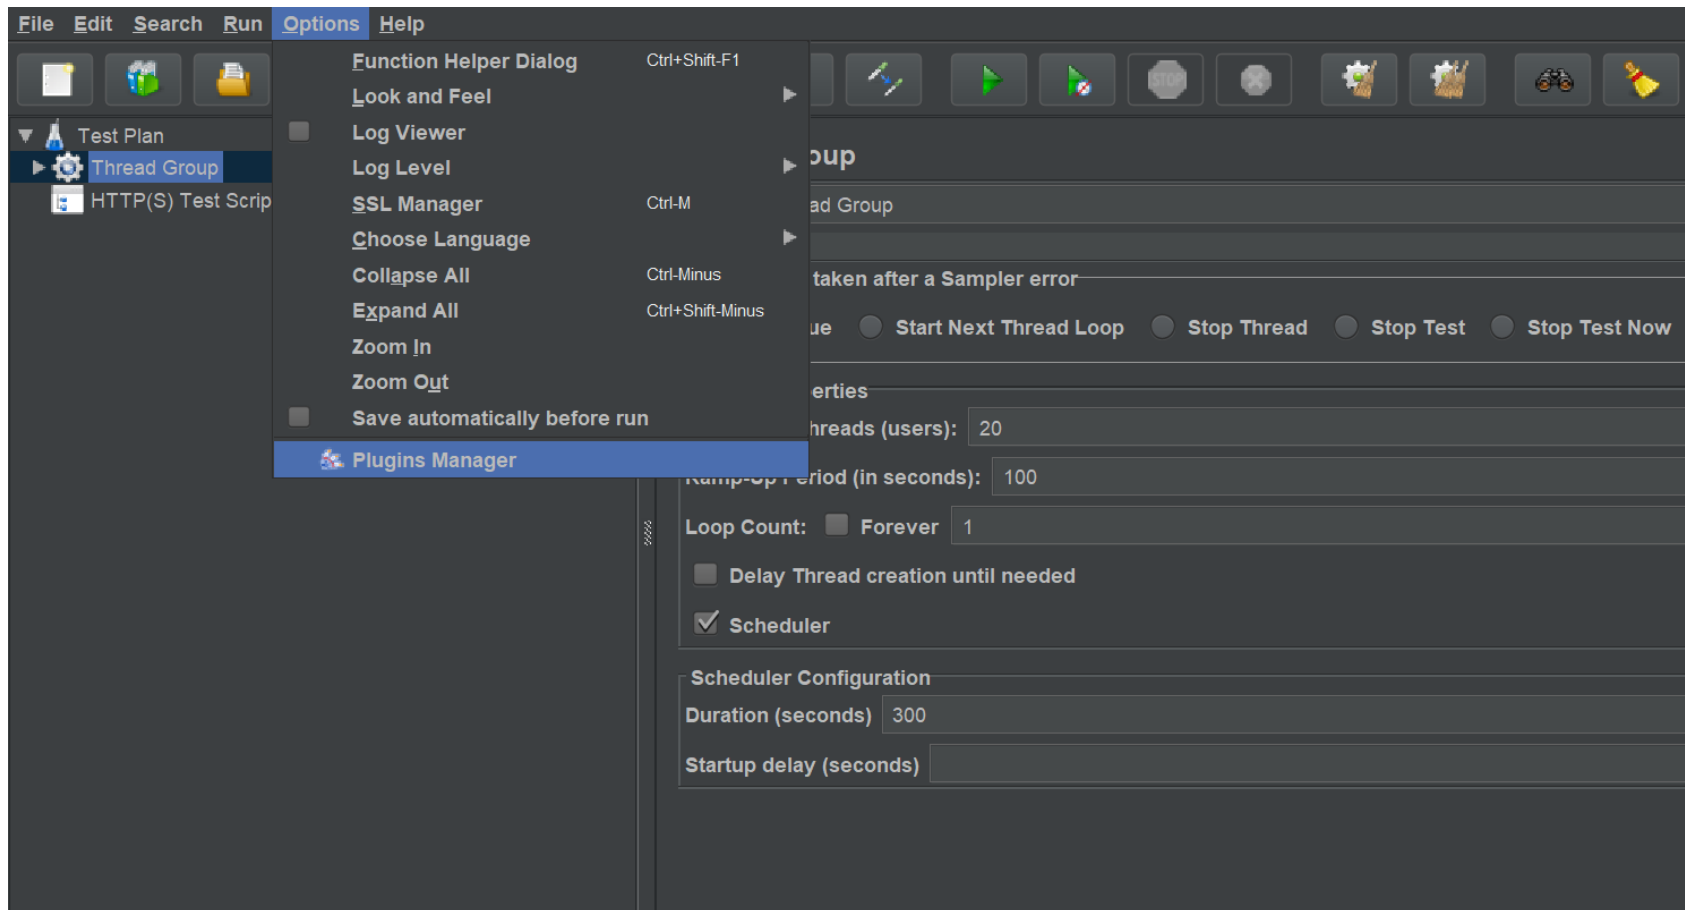 File Edit Search Run Options Help
Function Helper Dialog Ctrl+Shift-F1
Look and Feel
Log Viewer
Log Level
SSL Manager Ctrl-M
Choose Language
Collapse All Ctrl-Minus
Expand All Ctrl+Shift-Minus
Zoom In
Zoom Out
Save automatically before run
Plugins Manager
STOP
Test Plan
Thread Group
HTTP(S) Test Scrip
oup
ad Group
taken after a Sampler error
ue Start Next Thread Loop Stop Thread Stop Test Stop Test Now
erties
hreads (users): 20
Ramp-Up Period (in seconds): 100
Loop Count: Forever 1
Delay Thread creation until needed
Scheduler
Scheduler Configuration
Duration (seconds) 300
Startup delay (seconds)